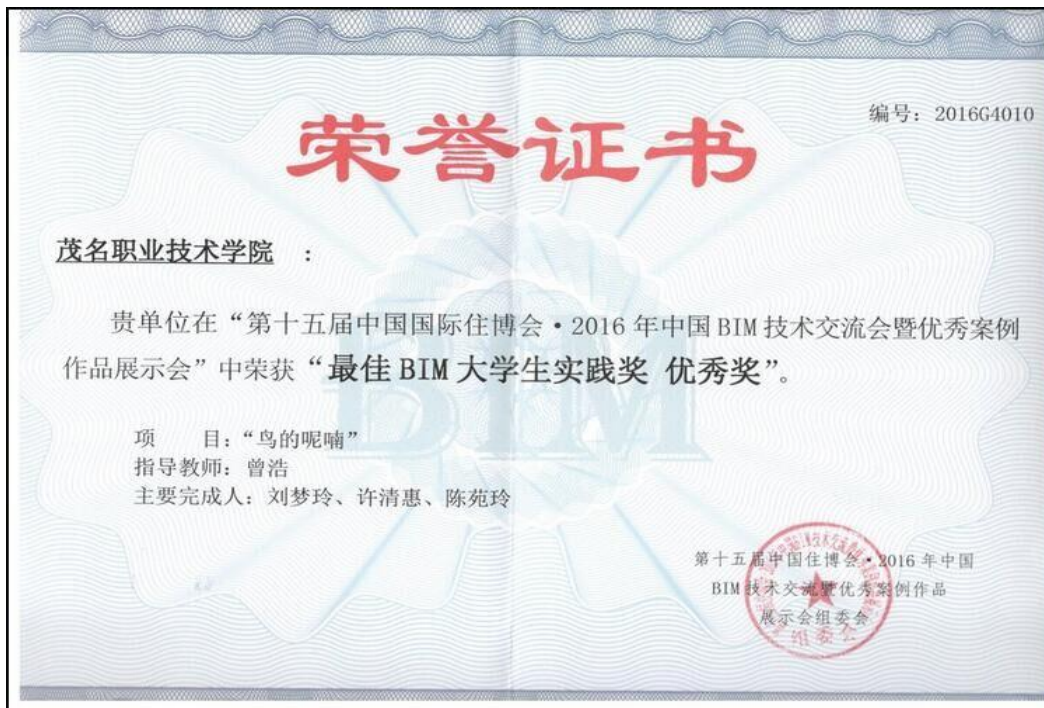 编号：2016G4010
荣誉证书
茂名职业技术学院 ：
贵单位在“第十五届中国国际住博会·2016年中国BIM技术交流会暨优秀案例
作品展示会”中荣获“最佳BIM大学生实践奖 优秀奖”。
项 目：“鸟的呢喃”
指导教师：曾浩
主要完成人：刘梦玲、许清惠、陈苑玲
第十五届中国住博会·2016年中国
BIM技术交流暨优秀案例作品
展示会组委会
组委会
BIM